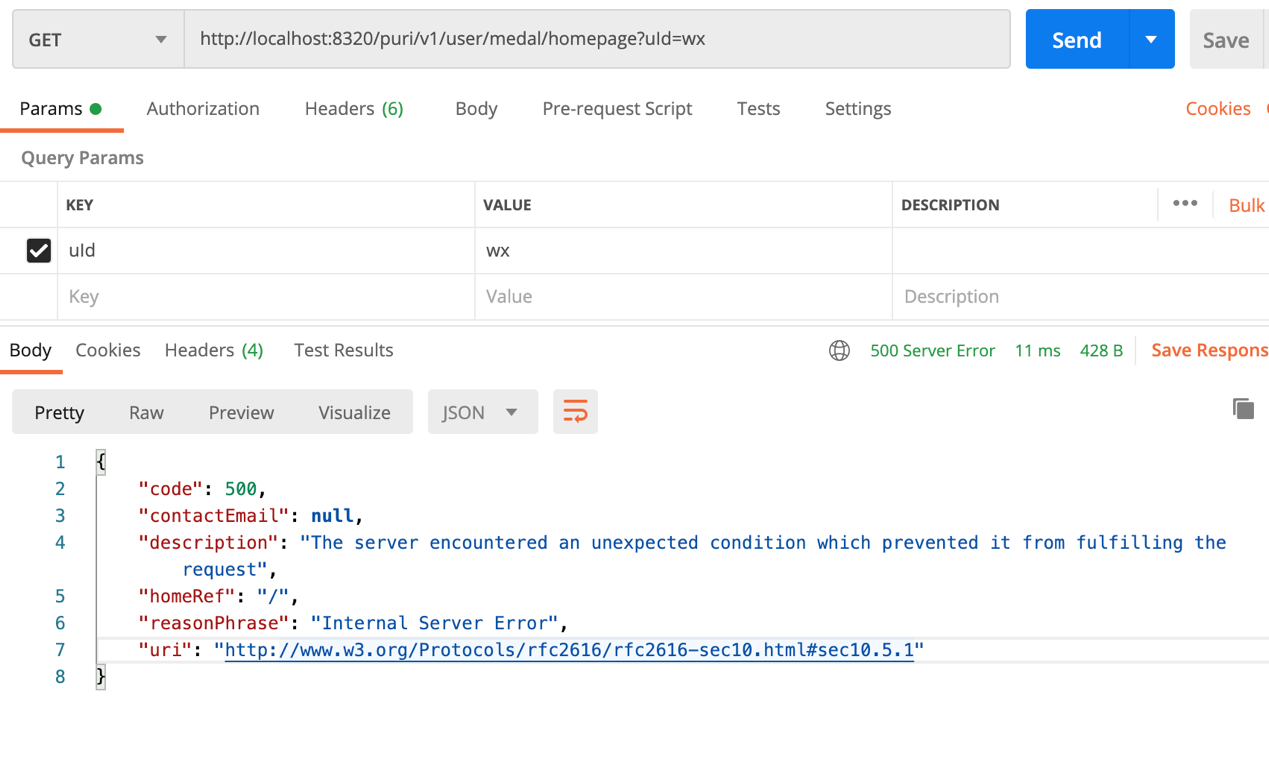 GET http://localhost:8320/puri/v1/user/medal/homepage?uId=wx Send Save
Params Authorization Headers (6) Body Pre-request Script Tests Settings Cookies
Query Params
KEY VALUE DESCRIPTION ••• Bulk
uId wx
Key Value Description
Body Cookies Headers (4) Test Results 500 Server Error 11 ms 428 B Save Respons
Pretty Raw Preview Visualize JSON
1 {
2 "code": 500,
3 "contactEmail": null,
4 "description": "The server encountered an unexpected condition which prevented it from fulfilling the
request",
5 "homeRef": "/",
6 "reasonPhrase": "Internal Server Error",
7 "uri": "http://www.w3.org/Protocols/rfc2616/rfc2616-sec10.html#sec10.5.1"
8 }